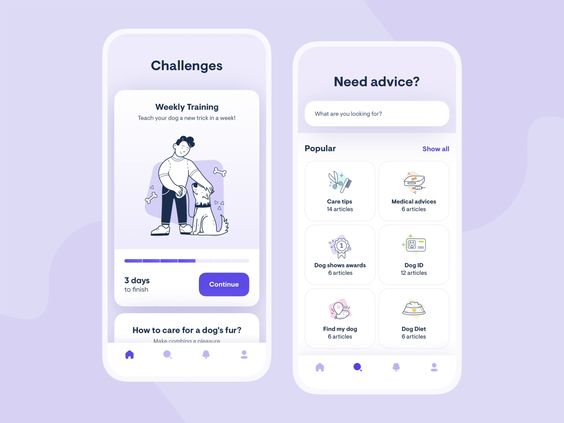 Challenges
Weekly Training
Teach your dog a new trick in a week!
3 days
to finish
Continue
How to care for a dog's fur?
Make combing a pleasure
Need advice?
What are you looking for?
Popular
Show all
Care tips
14 articles
Medical advices
6 articles
1
Dog shows awards
6 articles
Dog ID
12 articles
Find my dog
6 articles
Dog Diet
6 articles